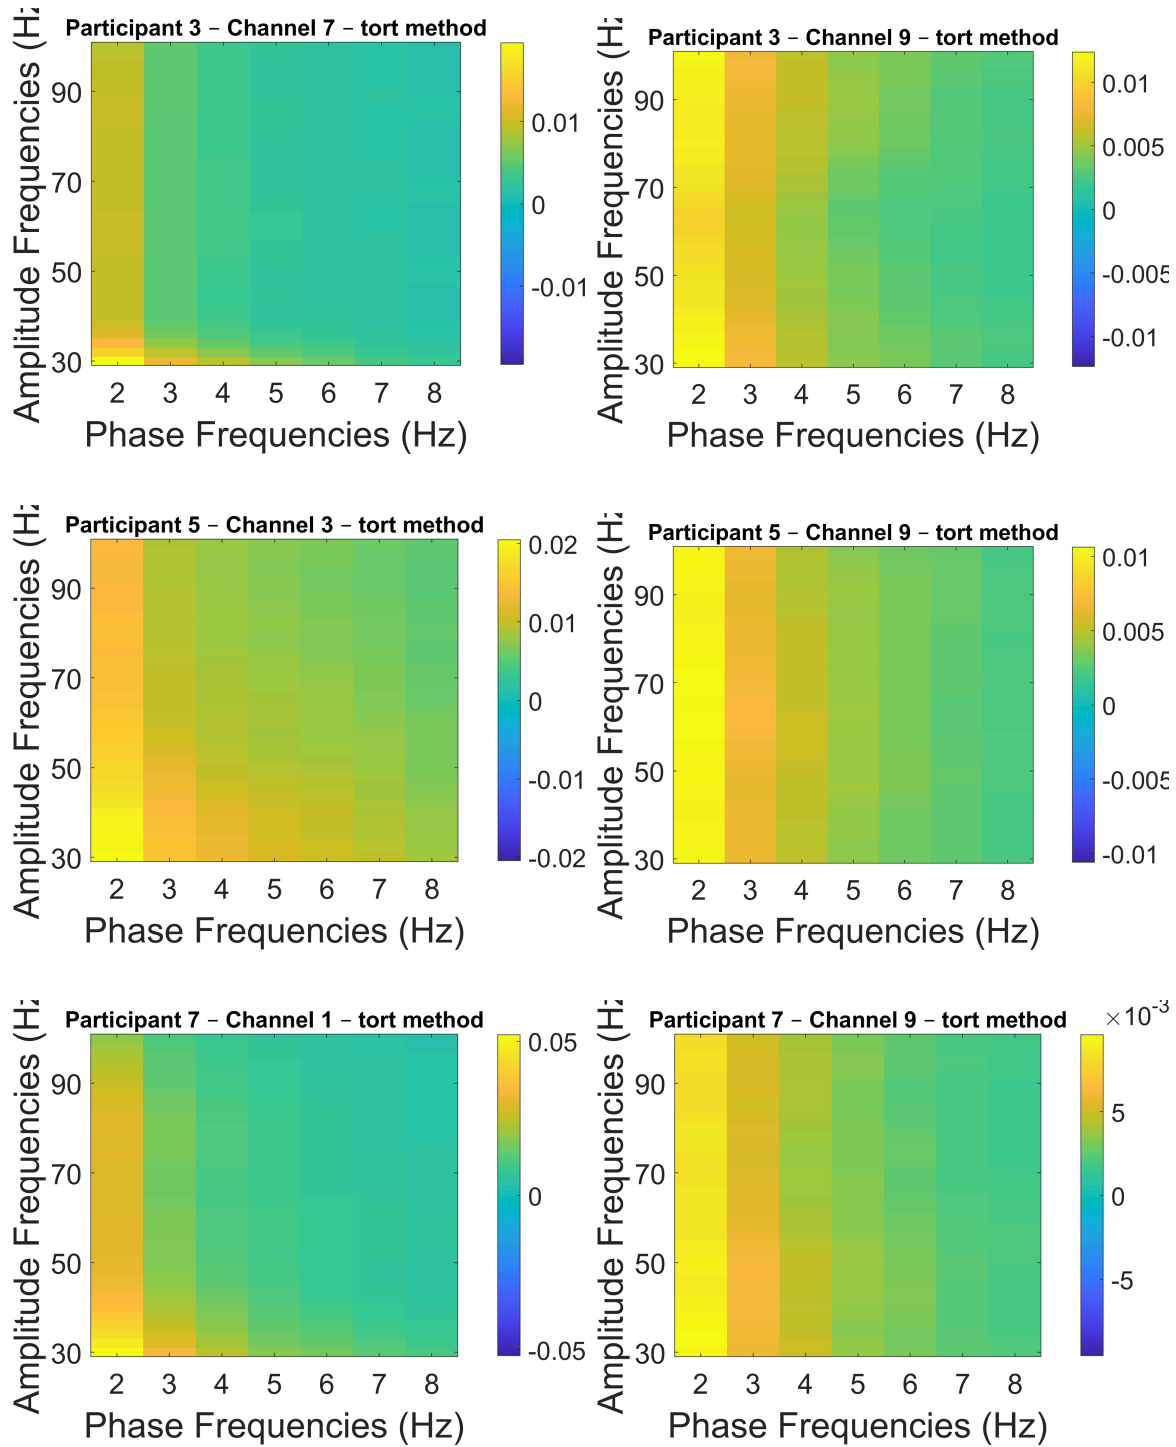 Participant 3 – Channel 7 – tort method
Amplitude Frequencies (Hz
90
70
50
30
2 3 4 5 6 7 8
Phase Frequencies (Hz)
0.01
0
-0.01
Participant 3 – Channel 9 – tort method
Amplitude Frequencies (Hz
90
70
50
30
2 3 4 5 6 7 8
Phase Frequencies (Hz)
0.01
0.005
0
-0.005
-0.01
Participant 5 – Channel 3 – tort method
Amplitude Frequencies (Hz
90
70
50
30
2 3 4 5 6 7 8
Phase Frequencies (Hz)
0.02
0.01
0
-0.01
-0.02
Participant 5 – Channel 9 – tort method
Amplitude Frequencies (Hz
90
70
50
30
2 3 4 5 6 7 8
Phase Frequencies (Hz)
0.01
0.005
0
-0.005
-0.01
Participant 7 – Channel 1 – tort method
Amplitude Frequencies (Hz
90
70
50
30
2 3 4 5 6 7 8
Phase Frequencies (Hz)
0.05
0
-0.05
Participant 7 – Channel 9 – tort method
Amplitude Frequencies (Hz
90
70
50
30
2 3 4 5 6 7 8
Phase Frequencies (Hz)
×10⁻³
5
0
-5